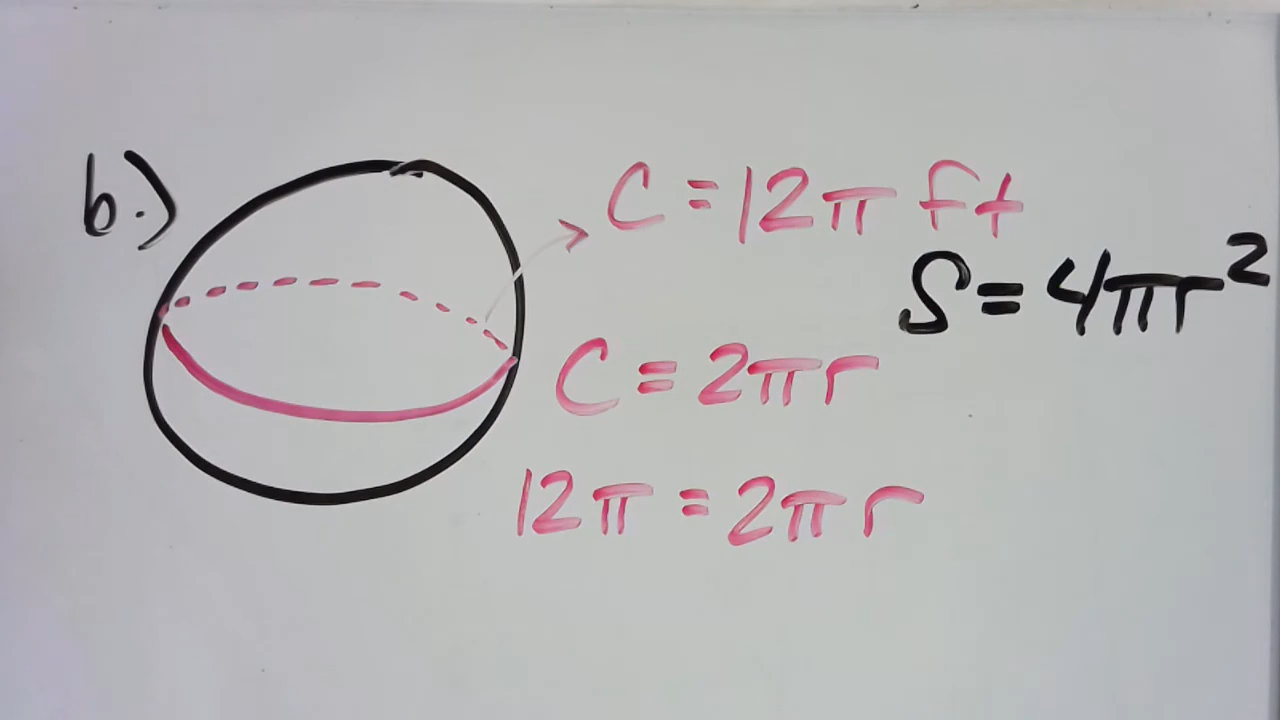 b.)
C = 12π ft
S = 4πr²
C = 2πr
12π = 2πr